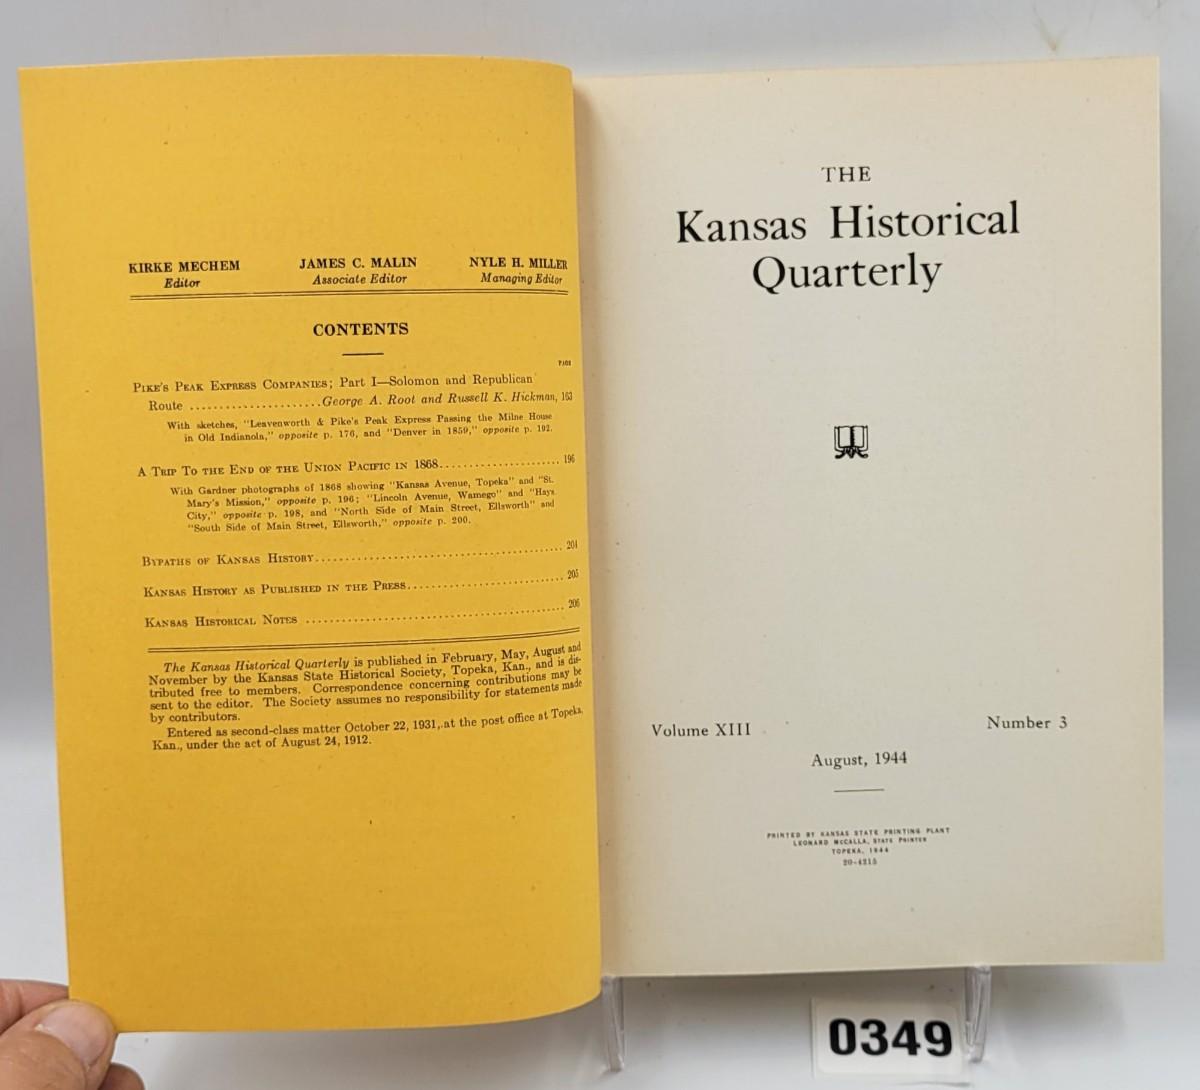 KIRKE MECHEM JAMES C. MALIN NYLE H. MILLER
Editor Associate Editor Managing Editor
CONTENTS
PAGE
PIKE'S PEAK EXPRESS COMPANIES; Part I—Solomon and Republican
Route ......................George A. Root and Russell K. Hickman, 163
With sketches, "Leavenworth & Pike's Peak Express Passing the Milne House
in Old Indianola," opposite p. 176, and "Denver in 1859," opposite p. 192.
A TRIP TO THE END OF THE UNION PACIFIC IN 1868..................... 196
With Gardner photographs of 1868 showing "Kansas Avenue, Topeka" and "St.
Mary's Mission," opposite p. 196; "Lincoln Avenue, Wamego" and "Hays
City," opposite p. 198, and "North Side of Main Street, Ellsworth" and
"South Side of Main Street, Ellsworth," opposite p. 200.
BYPATHS OF KANSAS HISTORY........................................... 204
KANSAS HISTORY AS PUBLISHED IN THE PRESS........................... 205
KANSAS HISTORICAL NOTES ............................................ 206
The Kansas Historical Quarterly is published in February, May, August and
November by the Kansas State Historical Society, Topeka, Kan., and is dis-
tributed free to members. Correspondence concerning contributions may be
sent to the editor. The Society assumes no responsibility for statements made
by contributors.
Entered as second-class matter October 22, 1931, at the post office at Topeka,
Kan., under the act of August 24, 1912.
THE
Kansas Historical
Quarterly
Volume XIII Number 3
August, 1944
PRINTED BY KANSAS STATE PRINTING PLANT
LEONARD MCCALLA, STATE PRINTER
TOPEKA, 1944
20-4215
0349